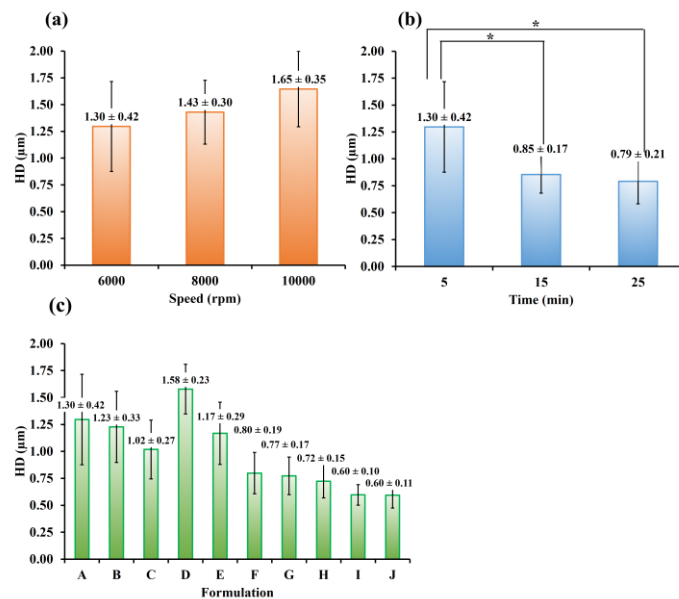 (a)
2.00
1.75
1.50
1.25
1.00
0.75
0.50
0.25
0.00
HD (µm)
1.30 ± 0.42
1.43 ± 0.30
1.65 ± 0.35
6000
8000
10000
Speed (rpm)
(b)
*
*
2.00
1.75
1.50
1.25
1.00
0.75
0.50
0.25
0.00
HD (µm)
1.30 ± 0.42
0.85 ± 0.17
0.79 ± 0.21
5
15
25
Time (min)
(c)
2.00
1.75
1.50
1.25
1.00
0.75
0.50
0.25
0.00
HD (µm)
1.30 ± 0.42
1.23 ± 0.33
1.02 ± 0.27
1.58 ± 0.23
1.17 ± 0.29
0.80 ± 0.19
0.77 ± 0.17
0.72 ± 0.15
0.60 ± 0.10
0.60 ± 0.11
A
B
C
D
E
F
G
H
I
J
Formulation